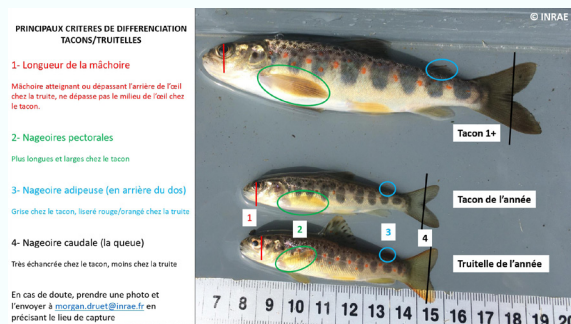 PRINCIPAUX CRITERES DE DIFFERENCIATION
TACONS/TRUITELLES
1- Longueur de la mâchoire
Mâchoire atteignant ou dépassant l'arrière de l'œil
chez la truite, ne dépasse pas le milieu de l'œil chez
le tacon.
2- Nageoires pectorales
Plus longues et larges chez le tacon
3- Nageoire adipeuse (en arrière du dos)
Grise chez le tacon, liseré rouge/orangé chez la truite
4- Nageoire caudale (la queue)
Très échancrée chez le tacon, moins chez la truite
En cas de doute, prendre une photo et
l'envoyer à morgan.druet@inrae.fr en
précisant le lieu de capture
© INRAE
Tacon 1+
Tacon de l'année
1
2
3
4
Truitelle de l'année
7 8 9 10 11 12 13 14 15 16 17 18 19 20